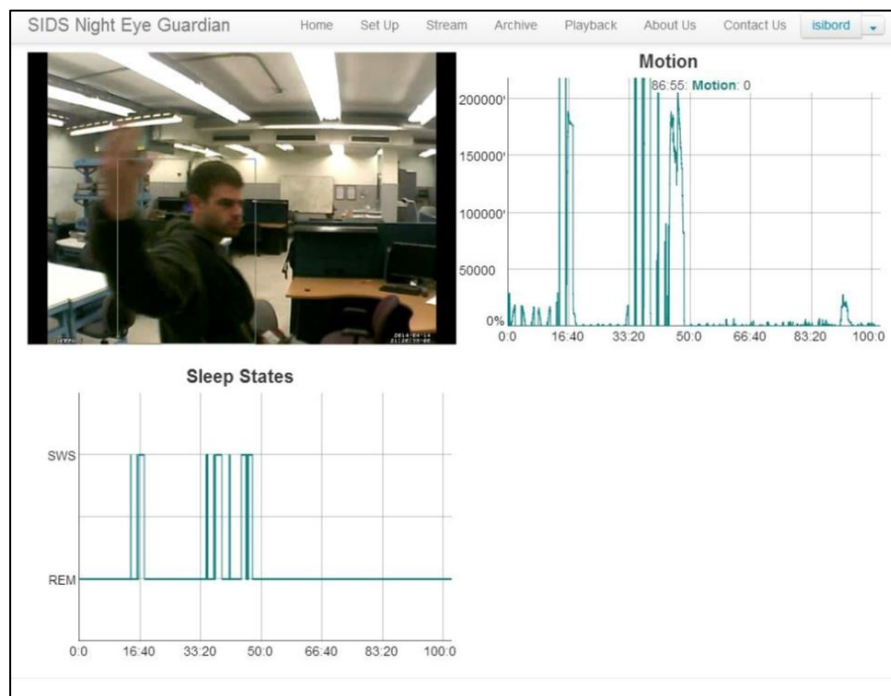 SIDS Night Eye Guardian Home Set Up Stream Archive Playback About Us Contact Us isibord
Motion
86:55: Motion: 0
200000'
150000'
100000'
50000
0%
0:0 16:40 33:20 50:0 66:40 83:20 100:0
Sleep States
SWS
REM
0:0 16:40 33:20 50:0 66:40 83:20 100:0